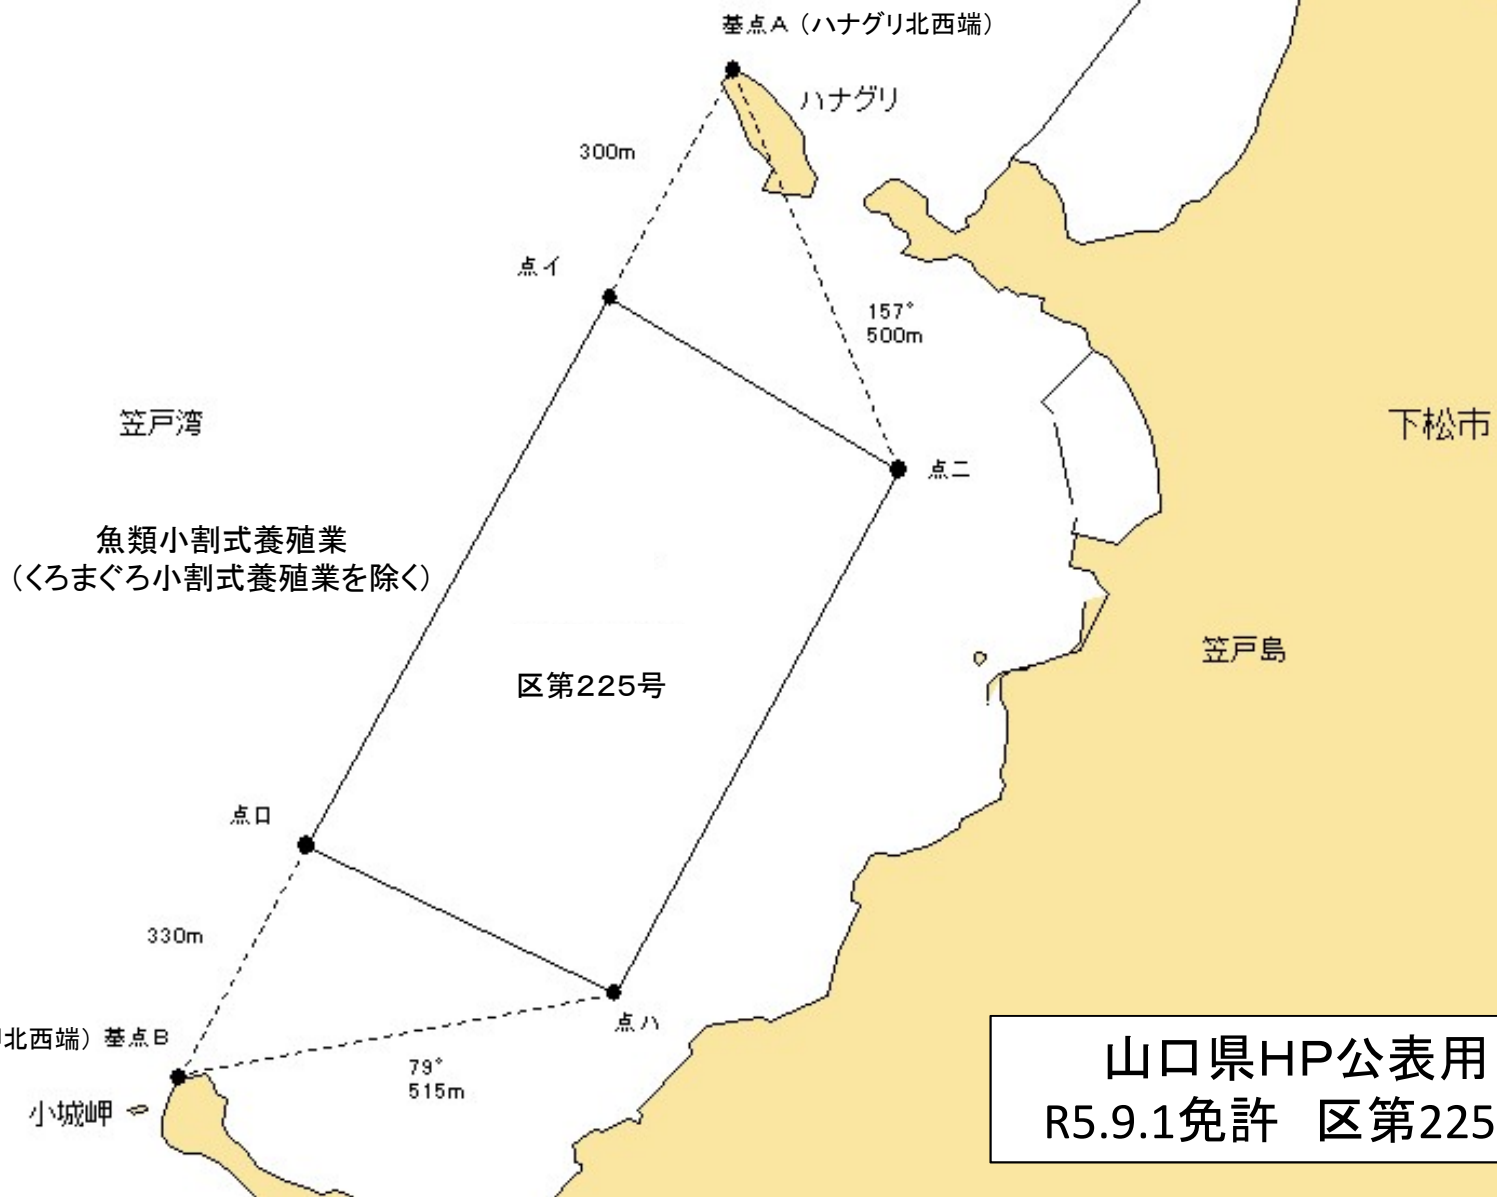 基点A（ハナグリ北西端）
ハナグリ
300m
点イ
157°
500m
笠戸湾
下松市
点ニ
魚類小割式養殖業
（くろまぐろ小割式養殖業を除く）
笠戸島
区第225号
点ロ
330m
点ハ
北西端）基点B
79°
515m
小城岬
山口県HP公表用
R5.9.1免許　区第225